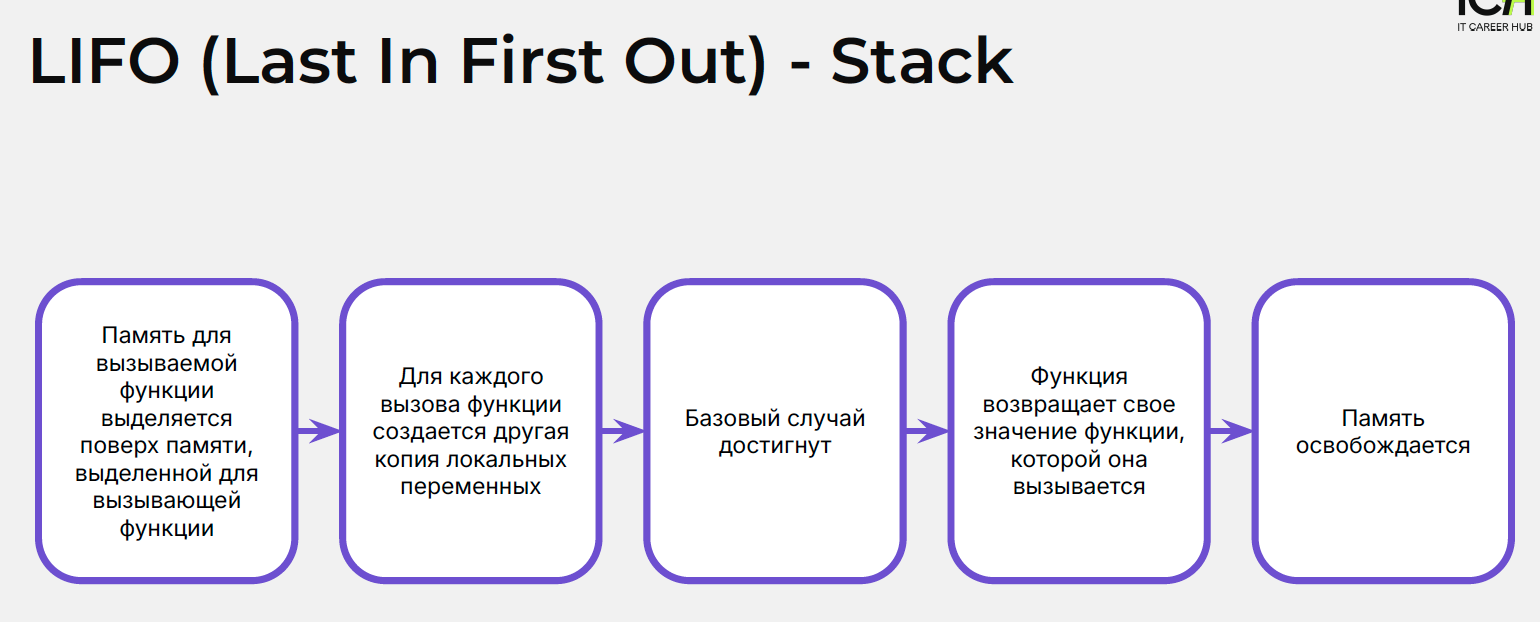 IT CAREER HUB
LIFO (Last In First Out) - Stack
Память для
вызываемой
функции
выделяется
поверх памяти,
выделенной для
вызывающей
функции
Для каждого
вызова функции
создается другая
копия локальных
переменных
Базовый случай
достигнут
Функция
возвращает свое
значение функции,
которой она
вызывается
Память
освобождается